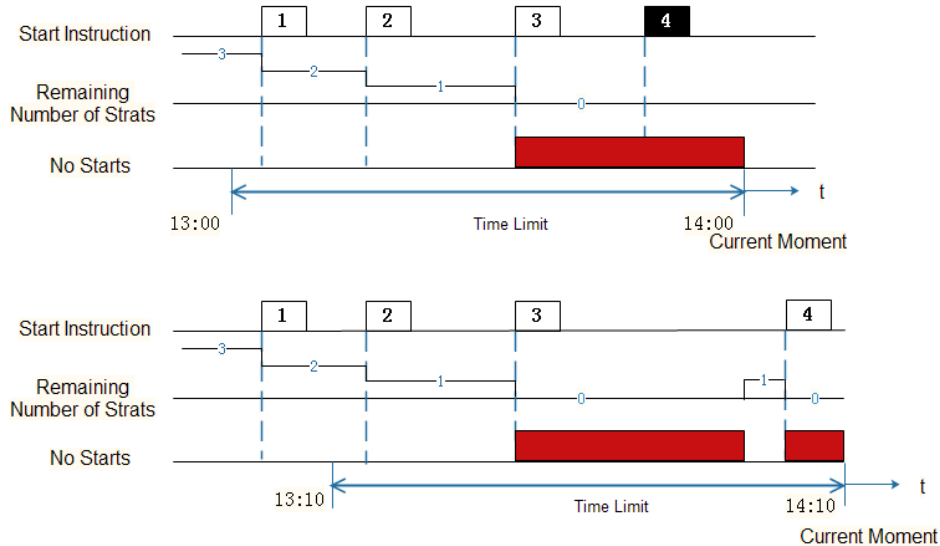 Start Instruction
1
2
3
4
3
2
1
0
Remaining
Number of Strats
No Starts
t
13:00
Time Limit
14:00
Current Moment
Start Instruction
1
2
3
4
3
2
1
0
1
0
Remaining
Number of Strats
No Starts
t
13:10
Time Limit
14:10
Current Moment